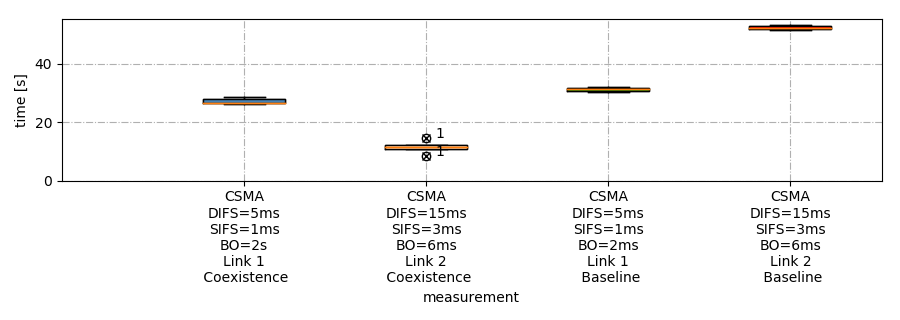 time [s]
40
20
0
1
1
CSMA
DIFS=5ms
SIFS=1ms
BO=2s
Link 1
Coexistence
CSMA
DIFS=15ms
SIFS=3ms
BO=6ms
Link 2
Coexistence
CSMA
DIFS=5ms
SIFS=1ms
BO=2ms
Link 1
Baseline
CSMA
DIFS=15ms
SIFS=3ms
BO=6ms
Link 2
Baseline
measurement